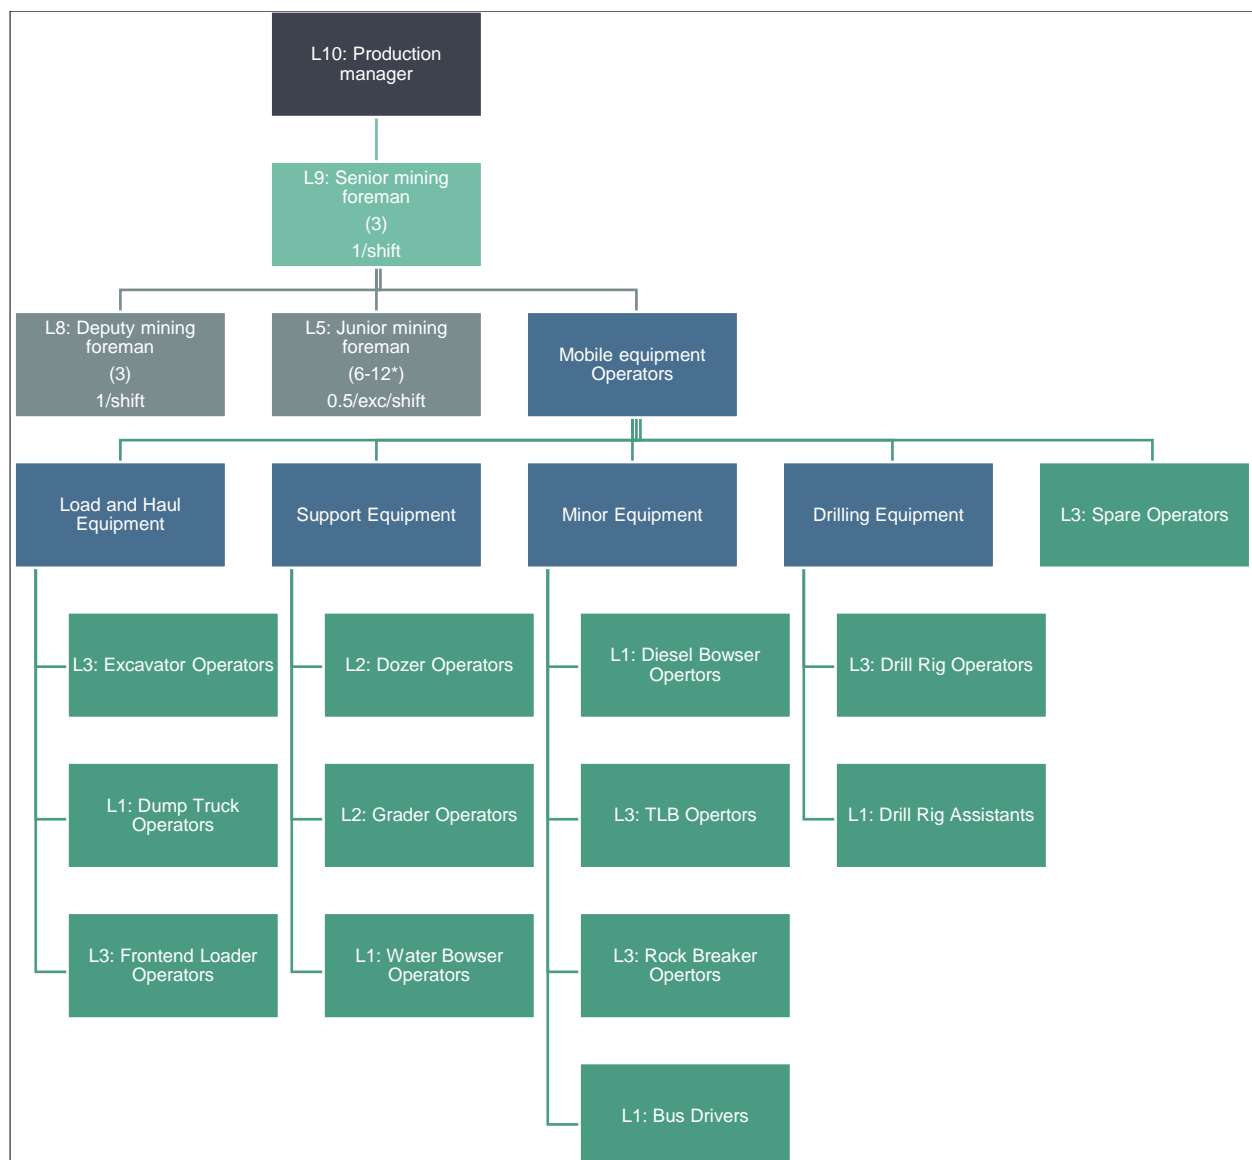 L10: Production
manager
L9: Senior mining
foreman
(3)
1/shift
L8: Deputy mining
foreman
(3)
1/shift
L5: Junior mining
foreman
(6-12*)
0.5/exc/shift
Mobile equipment
Operators
Load and Haul
Equipment
Support Equipment
Minor Equipment
Drilling Equipment
L3: Spare Operators
L3: Excavator Operators
L1: Dump Truck
Operators
L3: Frontend Loader
Operators
L2: Dozer Operators
L2: Grader Operators
L1: Water Bowser
Operators
L1: Diesel Bowser
Opertors
L3: TLB Opertors
L3: Rock Breaker
Opertors
L1: Bus Drivers
L3: Drill Rig Operators
L1: Drill Rig Assistants